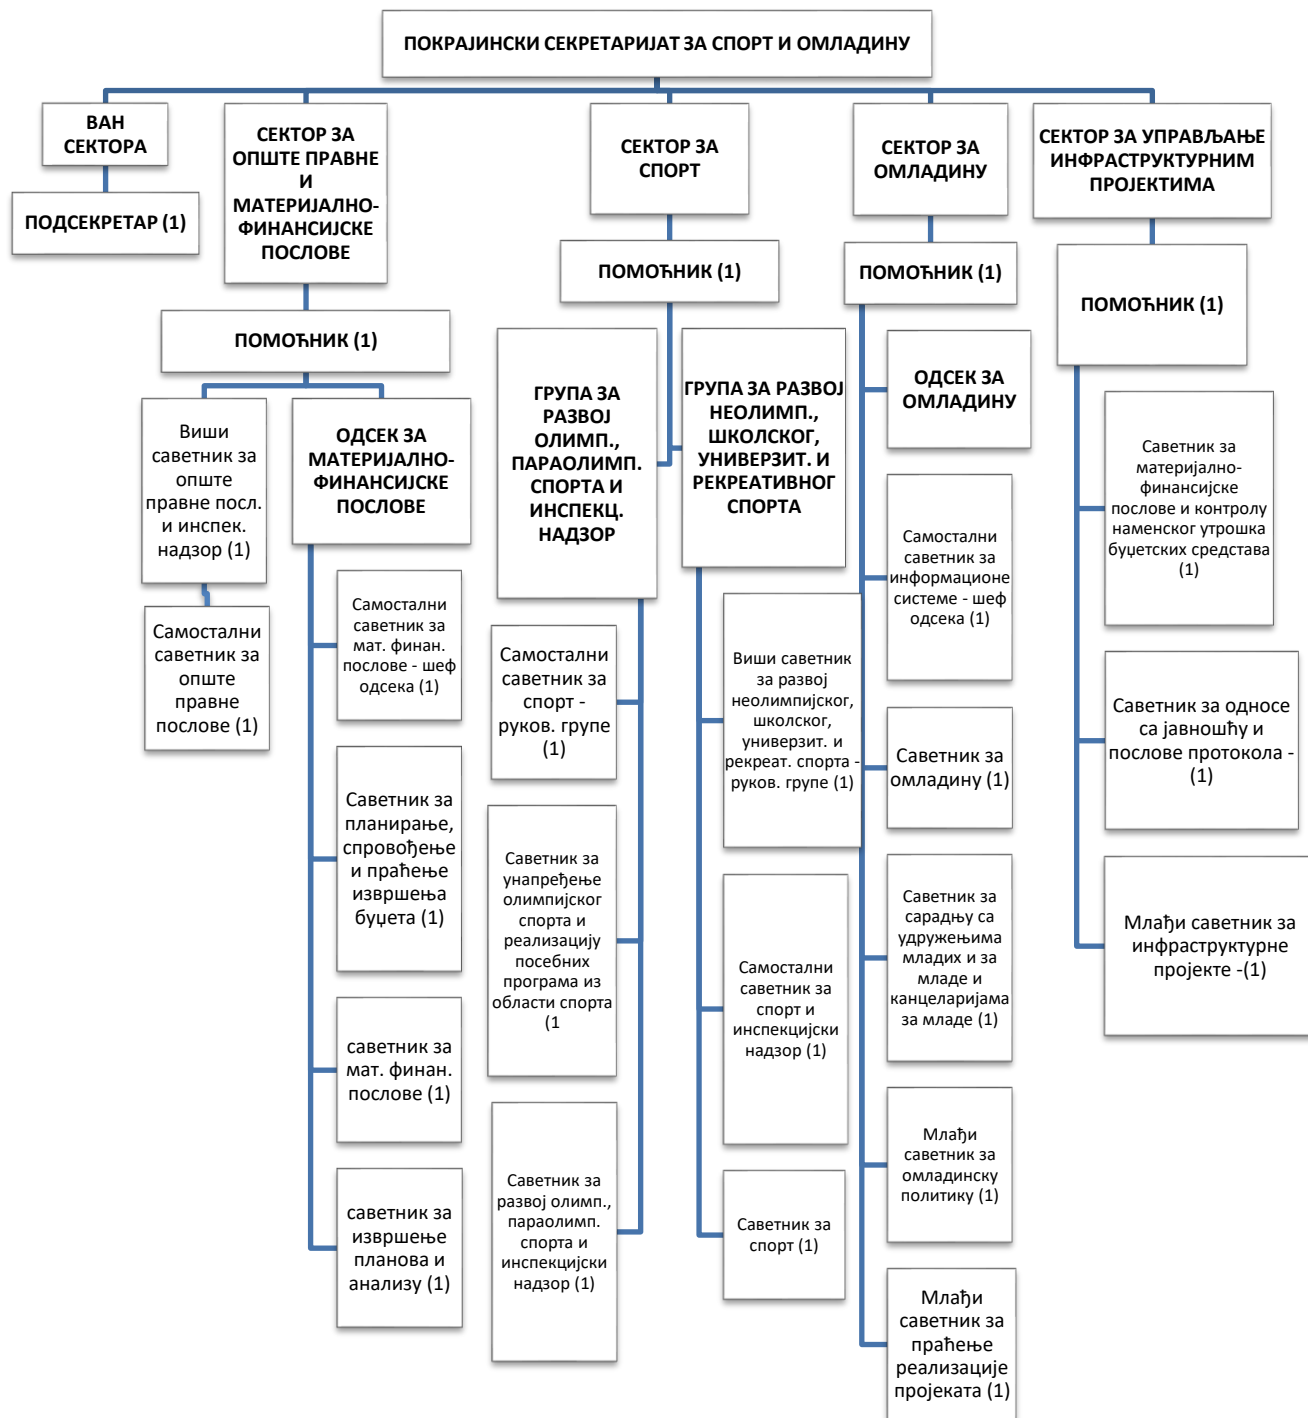 ПОКРАЈИНСКИ СЕКРЕТАРИЈАТ ЗА СПОРТ И ОМЛАДИНУ
ВАН
СЕКТОРА
ПОДСЕКРЕТАР (1)
СЕКТОР ЗА
ОПШТЕ ПРАВНЕ
И
МАТЕРИЈАЛНО-
ФИНАНСИЈСКЕ
ПОСЛОВЕ
ПОМОЋНИК (1)
Виши
саветник за
опште
правне посл.
и инспек.
надзор (1)
Самостални
саветник за
опште
правне
послове (1)
ОДСЕК ЗА
МАТЕРИЈАЛНО-
ФИНАНСИЈСКЕ
ПОСЛОВЕ
Самостални
саветник за
мат. финан.
послове - шеф
одсека (1)
Саветник за
планирање,
спровођење
и праћење
извршења
буџета (1)
саветник за
мат. финан.
послове (1)
саветник за
извршење
планова и
анализу (1)
СЕКТОР ЗА
СПОРТ
ПОМОЋНИК (1)
ГРУПА ЗА
РАЗВОЈ
ОЛИМП.,
ПАРАОЛИМП.
СПОРТА И
ИНСПЕКЦ.
НАДЗОР
Самостални
саветник за
спорт -
руков. групе
(1)
Саветник за
унапређење
олимпијског
спорта и
реализацију
посебних
програма из
области спорта
(1
Саветник за
развој олимп.,
параолимп.
спорта и
инспекцијски
надзор (1)
ГРУПА ЗА РАЗВОЈ
НЕОЛИМП.,
ШКОЛСКОГ,
УНИВЕРЗИТ. И
РЕКРЕАТИВНОГ
СПОРТА
Виши саветник
за развој
неолимпијског,
школског,
универзит. и
рекреат. спорта -
руков. групе (1)
Самостални
саветник за
спорт и
инспекцијски
надзор (1)
Саветник за
спорт (1)
СЕКТОР ЗА
ОМЛАДИНУ
ПОМОЋНИК (1)
ОДСЕК ЗА
ОМЛАДИНУ
Самостални
саветник за
информационе
системе - шеф
одсека (1)
Саветник за
омладину (1)
Саветник за
сарадњу са
удружењима
младих и за
младе и
канцеларијама
за младе (1)
Млађи
саветник за
омладинску
политику (1)
Млађи
саветник за
праћење
реализације
пројеката (1)
СЕКТОР ЗА УПРАВЉАЊЕ
ИНФРАСТРУКТУРНИМ
ПРОЈЕКТИМА
ПОМОЋНИК (1)
Саветник за
материјално-
финансијске
послове и контролу
наменског утрошка
буџетских средстава
(1)
Саветник за односе
са јавношћу и
послове протокола -
(1)
Млађи саветник за
инфраструктурне
пројекте -(1)